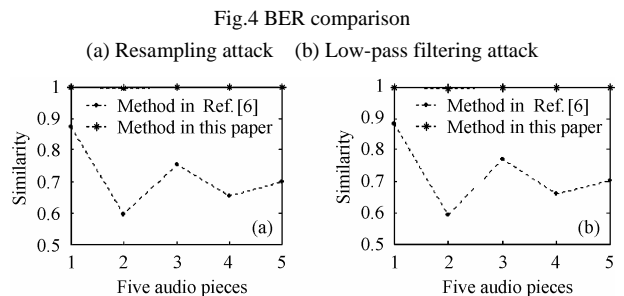 Fig.4 BER comparison
(a) Resampling attack (b) Low-pass filtering attack
1
Method in Ref.[6]
Method in this paper
0.9
0.8
0.7
0.6
0.5
Similarity
(a)
1 2 3 4 5
Five audio pieces
1
Method in Ref.[6]
Method in this paper
0.9
0.8
0.7
0.6
0.5
Similarity
(b)
1 2 3 4 5
Five audio pieces